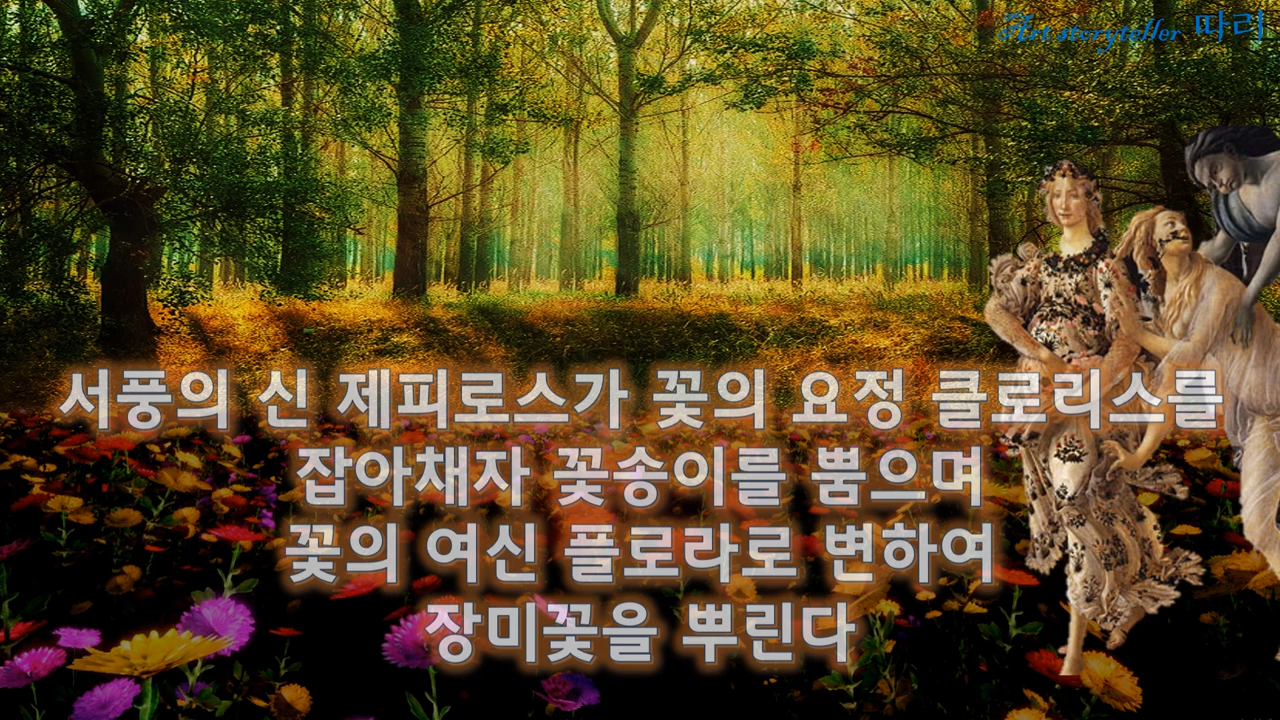 Art storyteller 따리
서풍의 신 제피로스가 꽃의 요정 클로리스를
잡아채자 꽃송이를 뿜으며
꽃의 여신 플로라로 변하여
장미꽃을 뿌린다